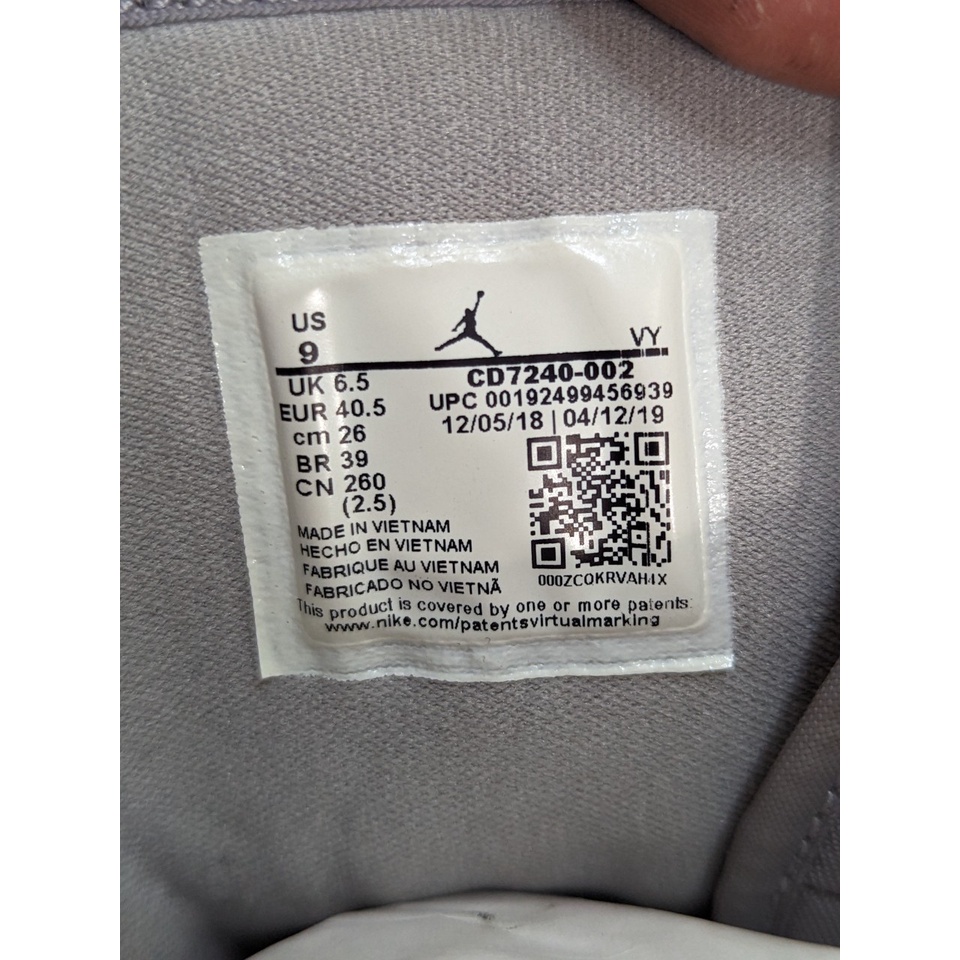 US
9
VY
UK 6.5
EUR 40.5
cm 26
BR 39
CN 260
(2.5)
CD7240-002
UPC 00192499456939
12/05/18 | 04/12/19
MADE IN VIETNAM
HECHO EN VIETNAM
FABRIQUE AU VIETNAM
FABRICADO NO VIETNÃ
000ZCOKRVAH4X
This product is covered by one or more patents:
www.nike.com/patentsvirtualmarking